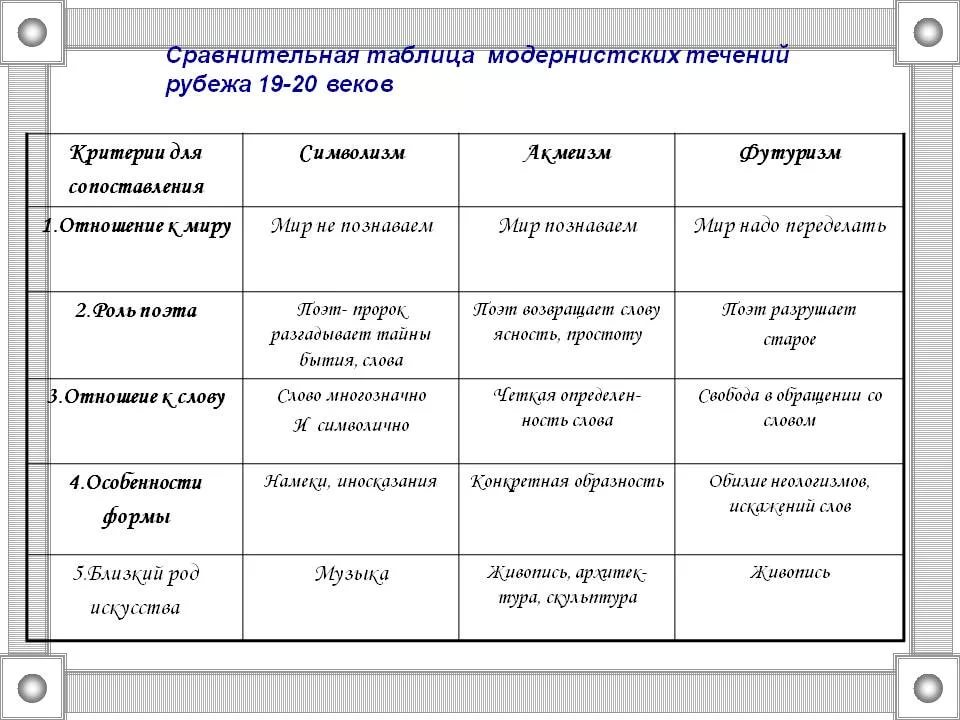 Сравнительная таблица модернистских течений
рубежа 19-20 веков
Критерии для
сопоставления
Символизм
Акмеизм
Футуризм
1.Отношение к миру
Мир не познаваем
Мир познаваем
Мир надо переделать
2.Роль поэта
Поэт- пророк
разгадывает тайны
бытия, слова
Поэт возвращает слову
ясность, простоту
Поэт разрушает
старое
3.Отношеие к слову
Слово многозначно
И символично
Четкая определен-
ность слова
Свобода в обращении со
словом
4.Особенности
формы
Намеки, иносказания
Конкретная образность
Обилие неологизмов,
искажений слов
5.Близкий род
искусства
Музыка
Живопись, архитек-
тура, скульптура
Живопись